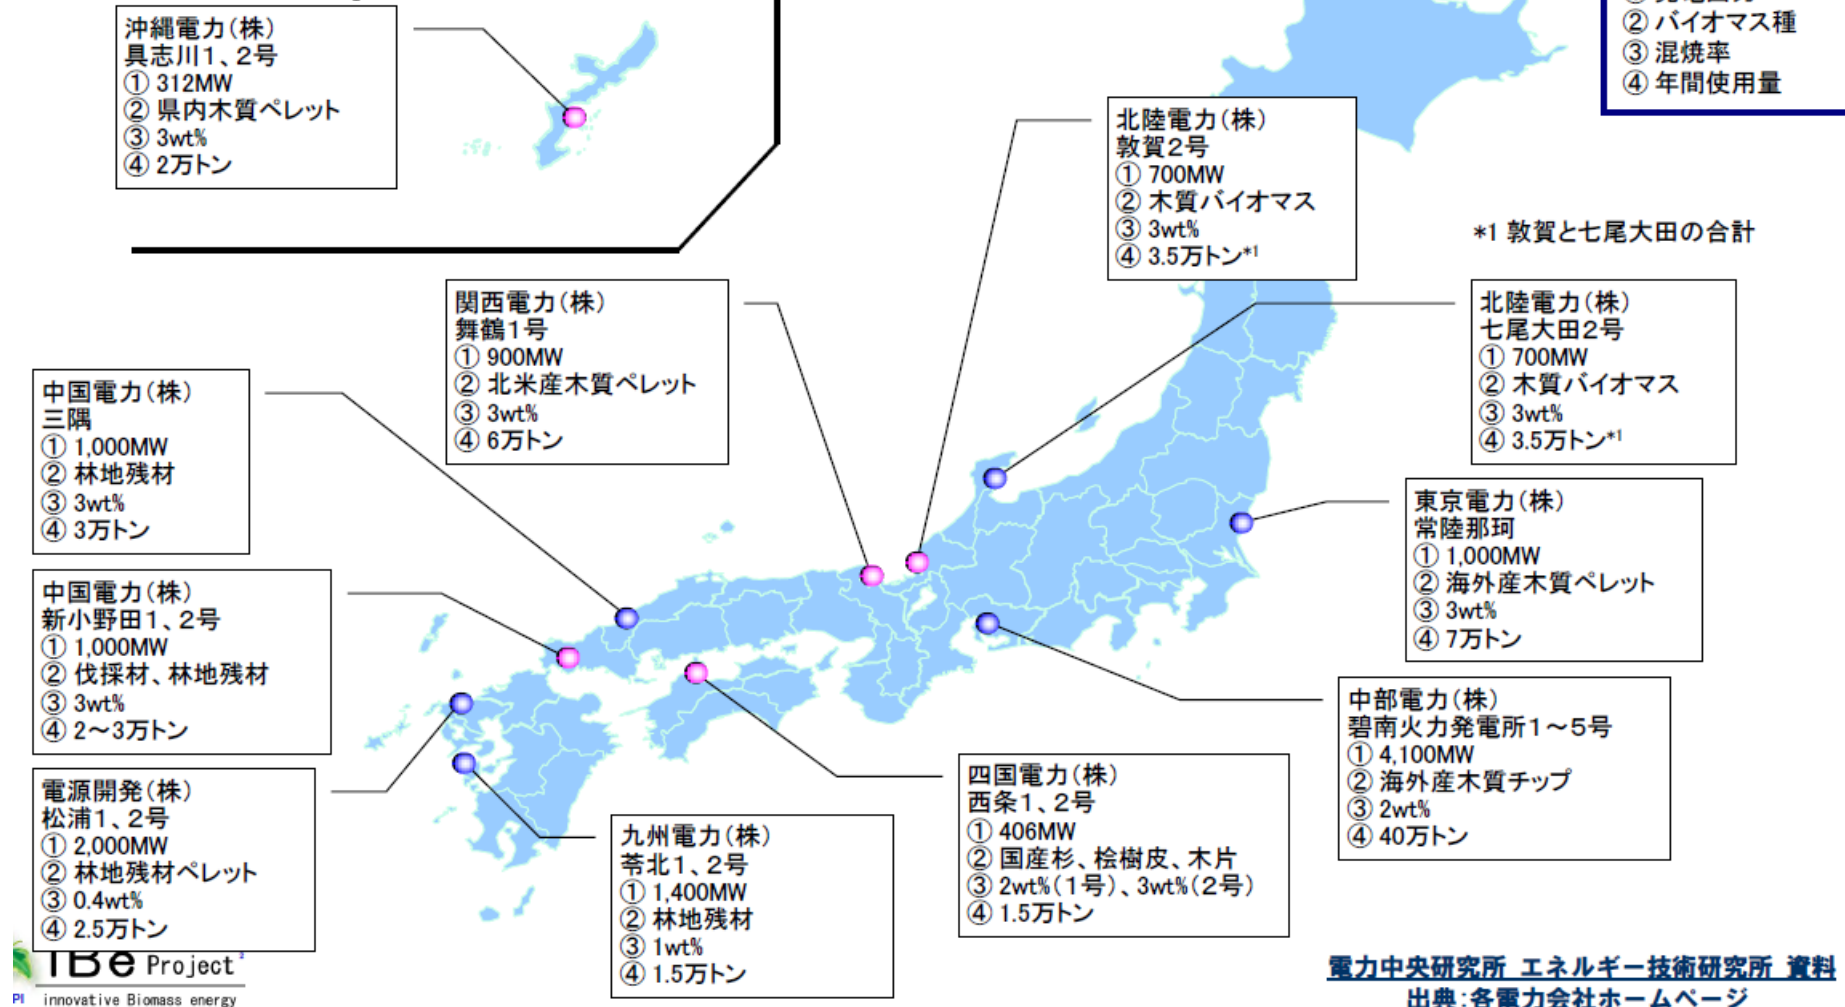 沖縄電力(株)
具志川1、2号
① 312MW
② 県内木質ペレット
③ 3wt%
④ 2万トン
② バイオマス種
③ 混焼率
④ 年間使用量
北陸電力(株)
敦賀2号
① 700MW
② 木質バイオマス
③ 3wt%
④ 3.5万トン*1
*1 敦賀と七尾大田の合計
関西電力(株)
舞鶴1号
① 900MW
② 北米産木質ペレット
③ 3wt%
④ 6万トン
北陸電力(株)
七尾大田2号
① 700MW
② 木質バイオマス
③ 3wt%
④ 3.5万トン*1
中国電力(株)
三隅
① 1,000MW
② 林地残材
③ 3wt%
④ 3万トン
東京電力(株)
常陸那珂
① 1,000MW
② 海外産木質ペレット
③ 3wt%
④ 7万トン
中国電力(株)
新小野田1、2号
① 1,000MW
② 伐採材、林地残材
③ 3wt%
④ 2～3万トン
中部電力(株)
碧南火力発電所1～5号
① 4,100MW
② 海外産木質チップ
③ 2wt%
④ 40万トン
電源開発(株)
松浦1、2号
① 2,000MW
② 林地残材ペレット
③ 0.4wt%
④ 2.5万トン
四国電力(株)
西条1、2号
① 406MW
② 国産杉、桧樹皮、木片
③ 2wt%(1号)、3wt%(2号)
④ 1.5万トン
九州電力(株)
苓北1、2号
① 1,400MW
② 林地残材
③ 1wt%
④ 1.5万トン
iBe Project
PI innovative Biomass energy
電力中央研究所 エネルギー技術研究所 資料
出典:各電力会社ホームページ